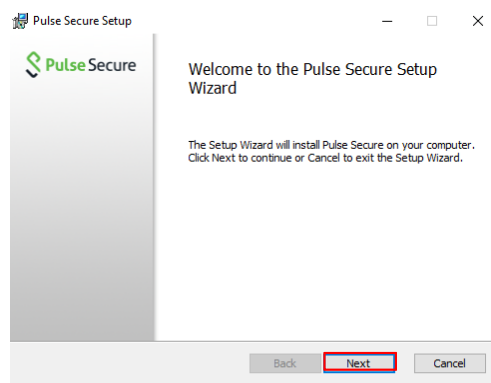 Pulse Secure Setup
Pulse Secure
Welcome to the Pulse Secure Setup
Wizard
The Setup Wizard will install Pulse Secure on your computer.
Click Next to continue or Cancel to exit the Setup Wizard.
Back Next Cancel